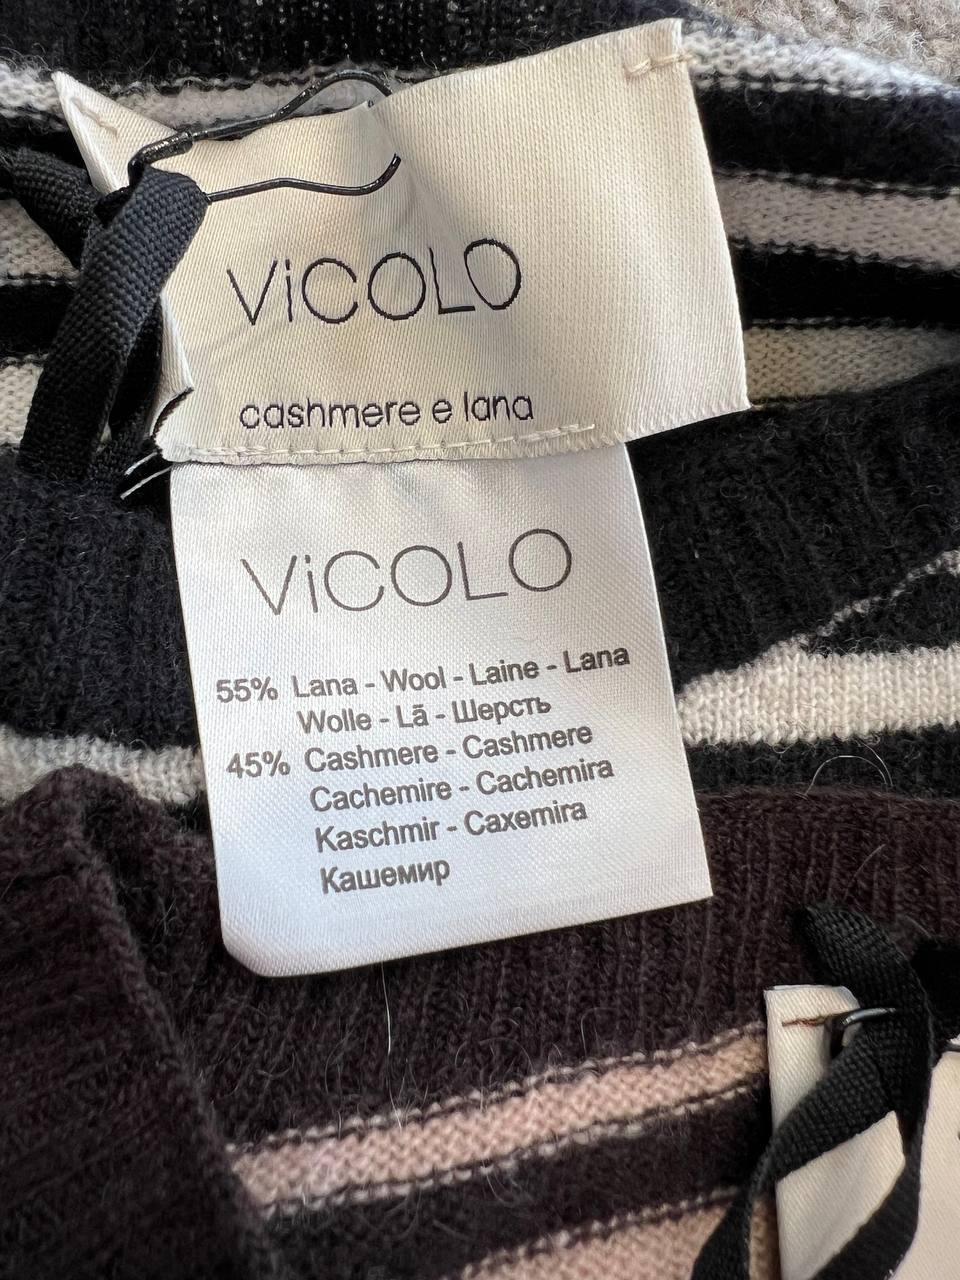 ViCOLO
cashmere e lana
ViCOLO
55% Lana - Wool - Laine - Lana
Wolle - Lã - Шерсть
45% Cashmere - Cashmere
Cachemire - Cachemira
Kaschmir - Caxemira
Кашемир